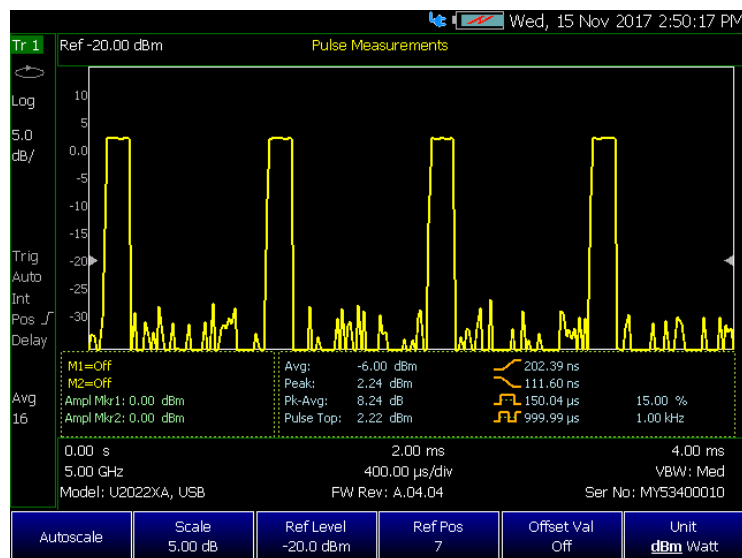 Wed, 15 Nov 2017 2:50:17 PM
Tr 1 Ref -20.00 dBm Pulse Measurements
Log
5.0
dB/
10
5
0.0
-5
-10
-15
-20
-25
-30
Trig
Auto
Int
Pos
Delay
Avg
16
M1=Off
M2=Off
Ampl Mkr1: 0.00 dBm
Ampl Mkr2: 0.00 dBm
Avg: -6.00 dBm 202.39 ns
Peak: 2.24 dBm 111.60 ns
Pk-Avg: 8.24 dB 150.04 µs 15.00 %
Pulse Top: 2.22 dBm 999.99 µs 1.00 kHz
0.00 s 2.00 ms 4.00 ms
5.00 GHz 400.00 µs/div VBW: Med
Model: U2022XA, USB FW Rev: A.04.04 Ser No: MY53400010
Autoscale
Scale
5.00 dB
Ref Level
-20.0 dBm
Ref Pos
7
Offset Val
Off
Unit
dBm Watt